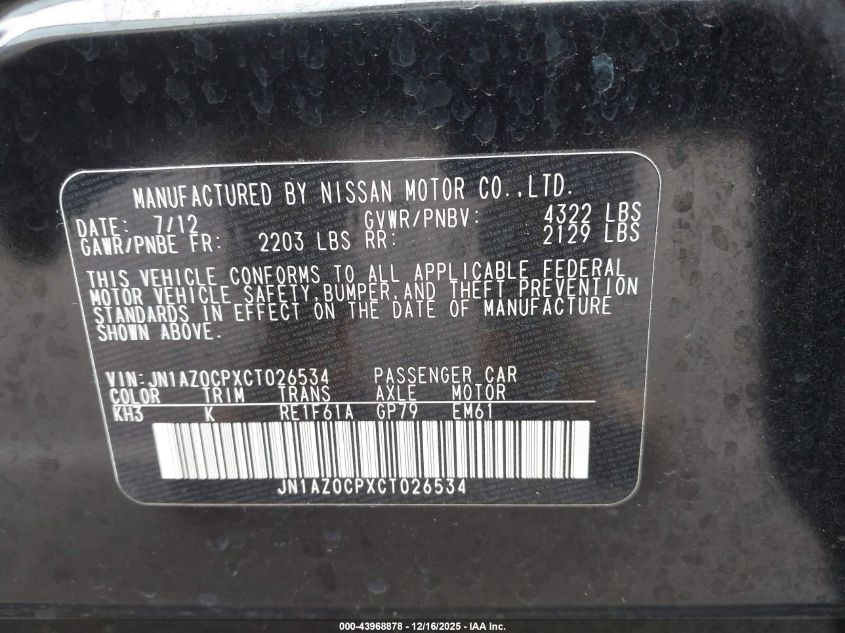 MANUFACTURED BY NISSAN MOTOR CO.,LTD.
DATE: 7/12 GVWR/PNBV: 4322 LBS
GAWR/PNBE FR: 2203 LBS RR: 2129 LBS
THIS VEHICLE CONFORMS TO ALL APPLICABLE FEDERAL
MOTOR VEHICLE SAFETY,BUMPER,AND THEFT PREVENTION
STANDARDS IN EFFECT ON THE DATE OF MANUFACTURE
SHOWN ABOVE.
VIN:JN1AZ0CPXCT026534 PASSENGER CAR
COLOR TRIM TRANS AXLE MOTOR
KH3 K RE1F61A GP79 EM61
JN1AZ0CPXCT026534
000-43968878 - 12/16/2025 - IAA Inc.